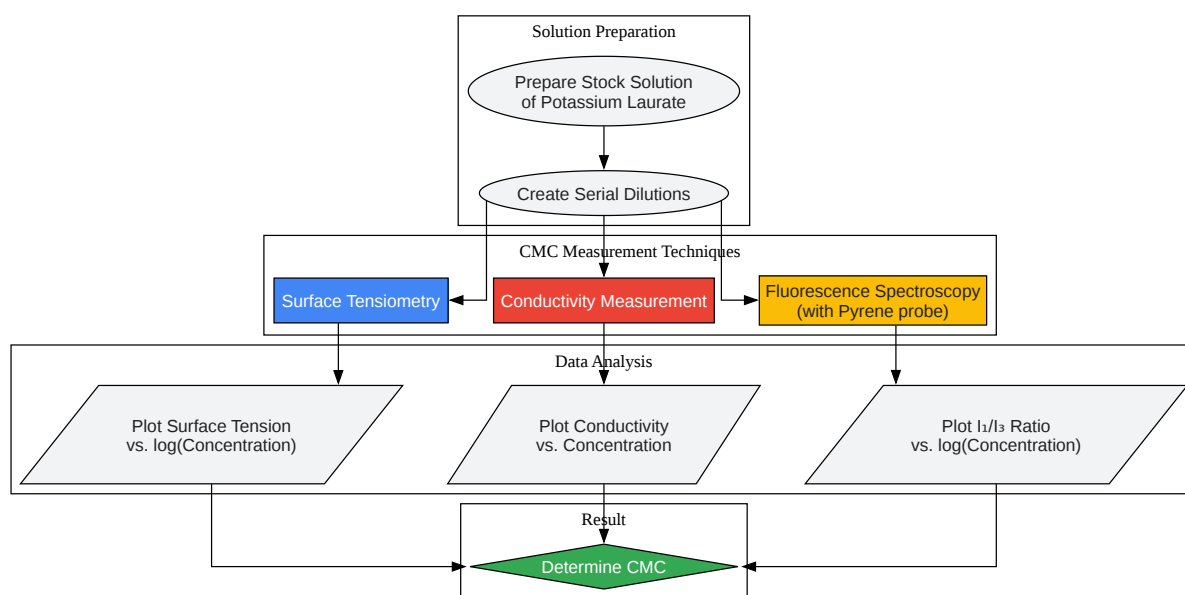 Solution Preparation
Prepare Stock Solution
of Potassium Laurate
Create Serial Dilutions
CMC Measurement Techniques
Surface Tensiometry
Conductivity Measurement
Fluorescence Spectroscopy
(with Pyrene probe)
Data Analysis
Plot Surface Tension
vs. log(Concentration)
Plot Conductivity
vs. Concentration
Plot I₁/I₃ Ratio
vs. log(Concentration)
Result
Determine CMC